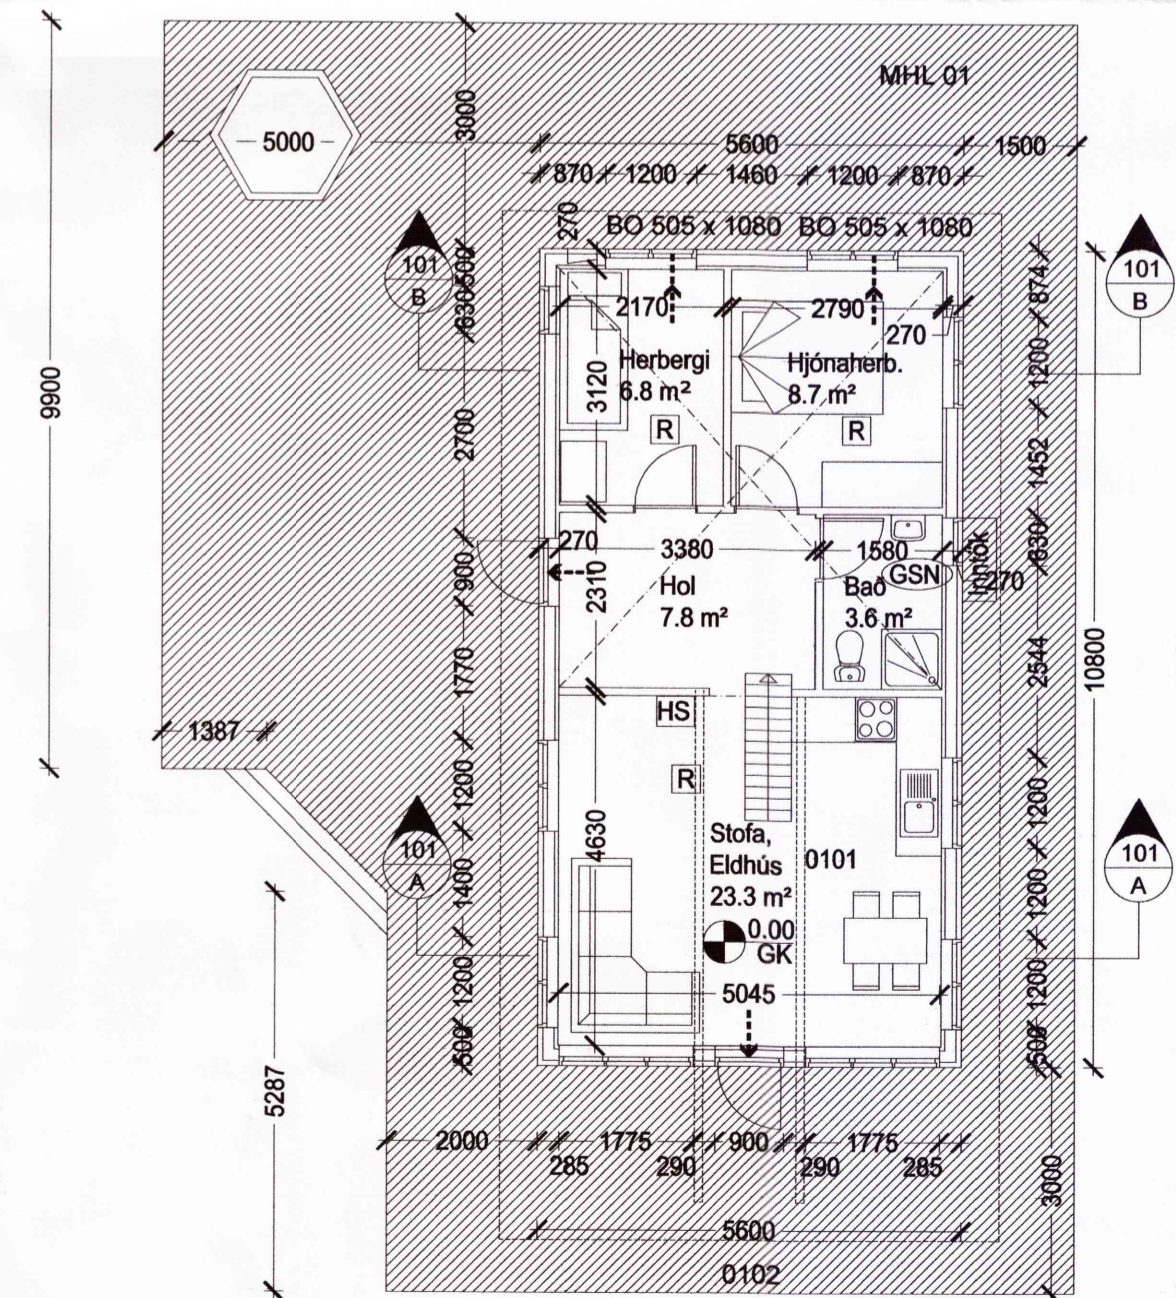 MHL 01
3000
5000
5600
1500
870
1200
1460
1200
870
270
BO 505 x 1080
BO 505 x 1080
101
B
101
B
500
630
874
2170
2790
270
9900
Herbergi
6.8 m²
Hjónaherb.
8.7 m²
3120
1200
2700
R
R
1452
270
3380
1580
630
900
2310
Hol
7.8 m²
Bað
3.6 m²
GSN
Inntök
270
1770
2544
10800
1387
HS
R
1200
1200
101
A
101
A
4630
Stofa,
Eldhús
23.3 m²
0101
1400
1200
0.00
GK
1200
1200
5045
500
500
5287
2000
1775
900
1775
285
290
290
285
3000
5600
0102